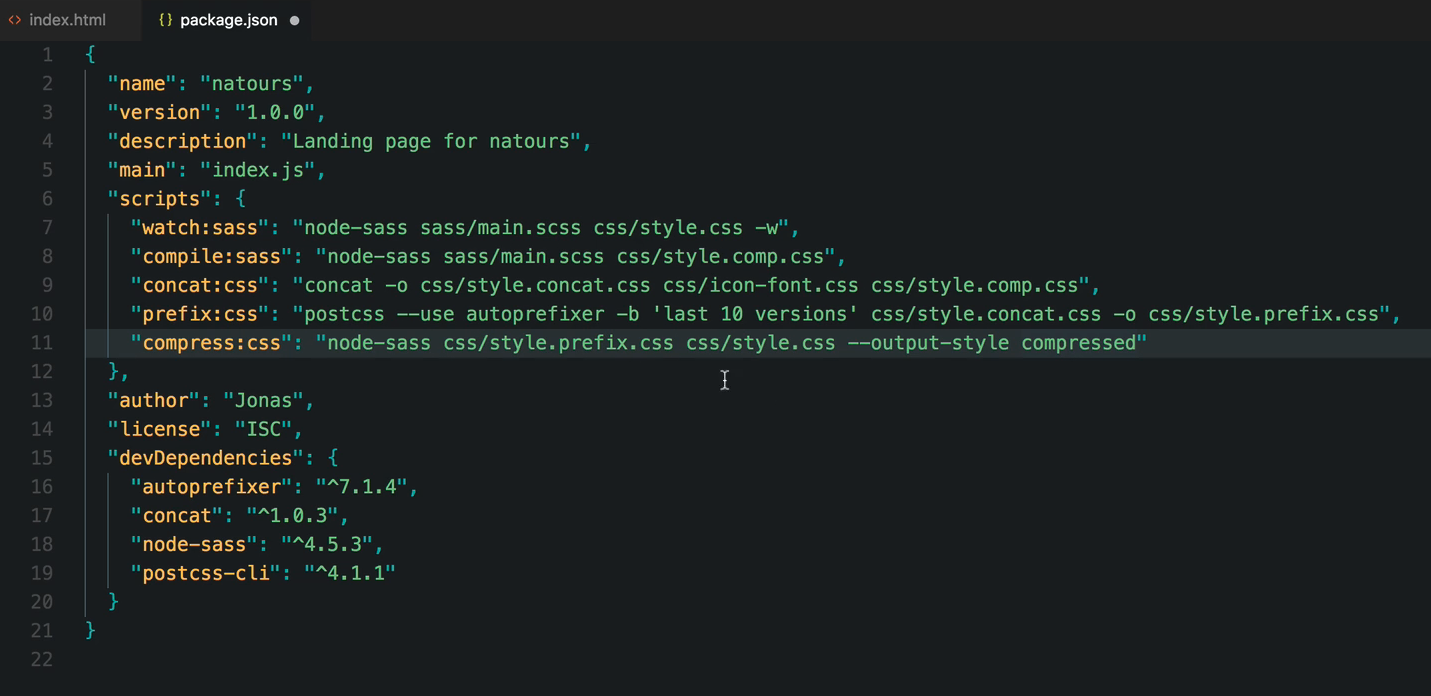 <> index.html {} package.json ●
1 {
2 "name": "natours",
3 "version": "1.0.0",
4 "description": "Landing page for natours",
5 "main": "index.js",
6 "scripts": {
7 "watch:sass": "node-sass sass/main.scss css/style.css -w",
8 "compile:sass": "node-sass sass/main.scss css/style.comp.css",
9 "concat:css": "concat -o css/style.concat.css css/icon-font.css css/style.comp.css",
10 "prefix:css": "postcss --use autoprefixer -b 'last 10 versions' css/style.concat.css -o css/style.prefix.css",
11 "compress:css": "node-sass css/style.prefix.css css/style.css --output-style compressed"
12 },
13 "author": "Jonas",
14 "license": "ISC",
15 "devDependencies": {
16 "autoprefixer": "^7.1.4",
17 "concat": "^1.0.3",
18 "node-sass": "^4.5.3",
19 "postcss-cli": "^4.1.1"
20 }
21 }
22